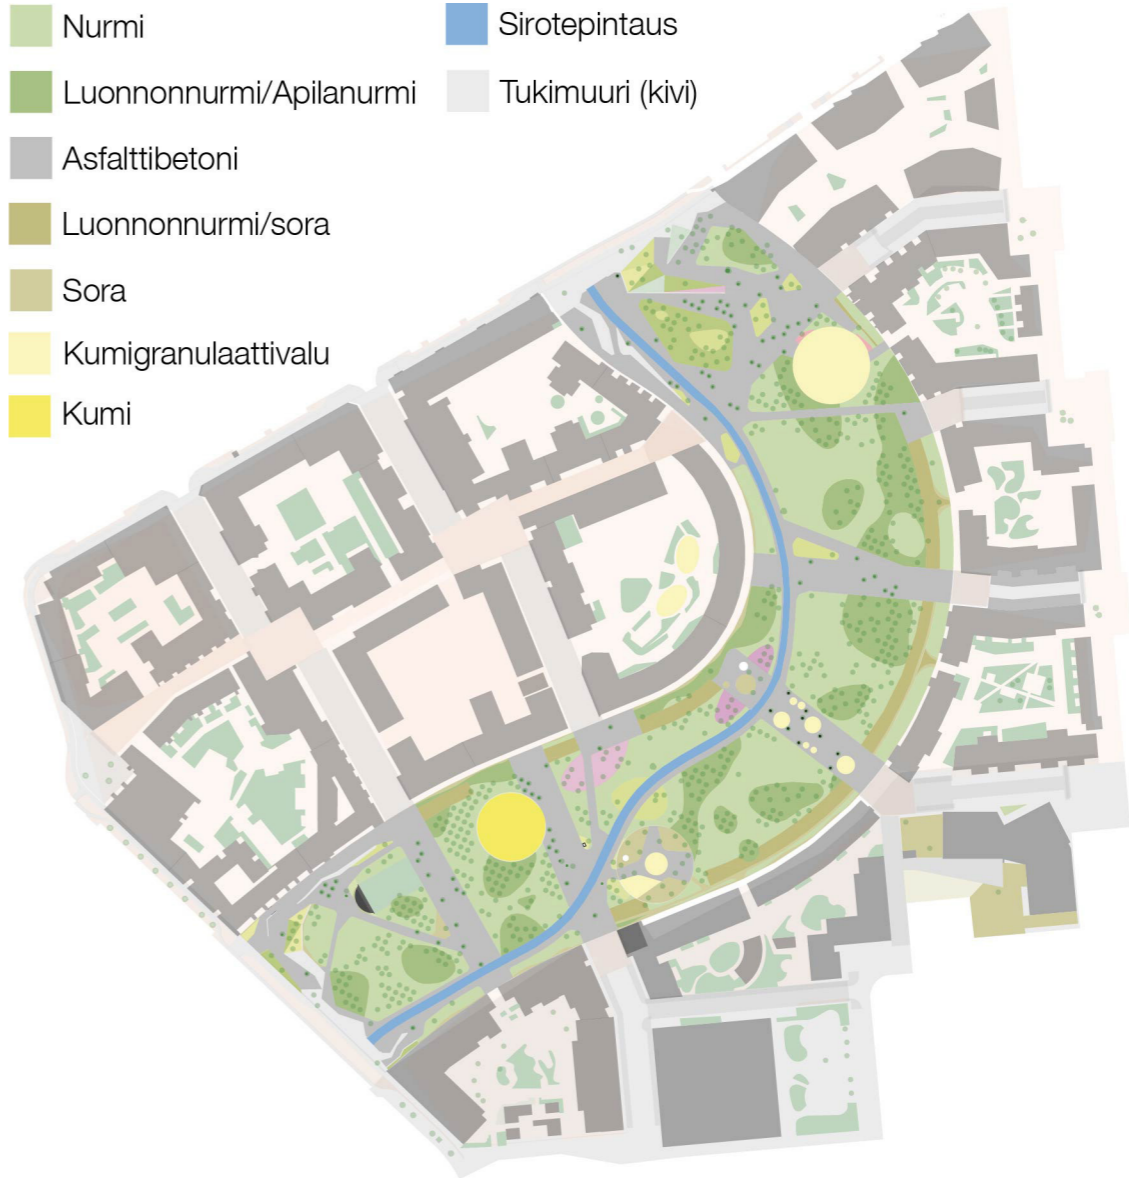 Nurmi
Luonnonnurmi/Apilanurmi
Asfalttibetoni
Luonnonnurmi/sora
Sora
Kumigranulaattivalu
Kumi
Sirotepintaus
Tukimuuri (kivi)